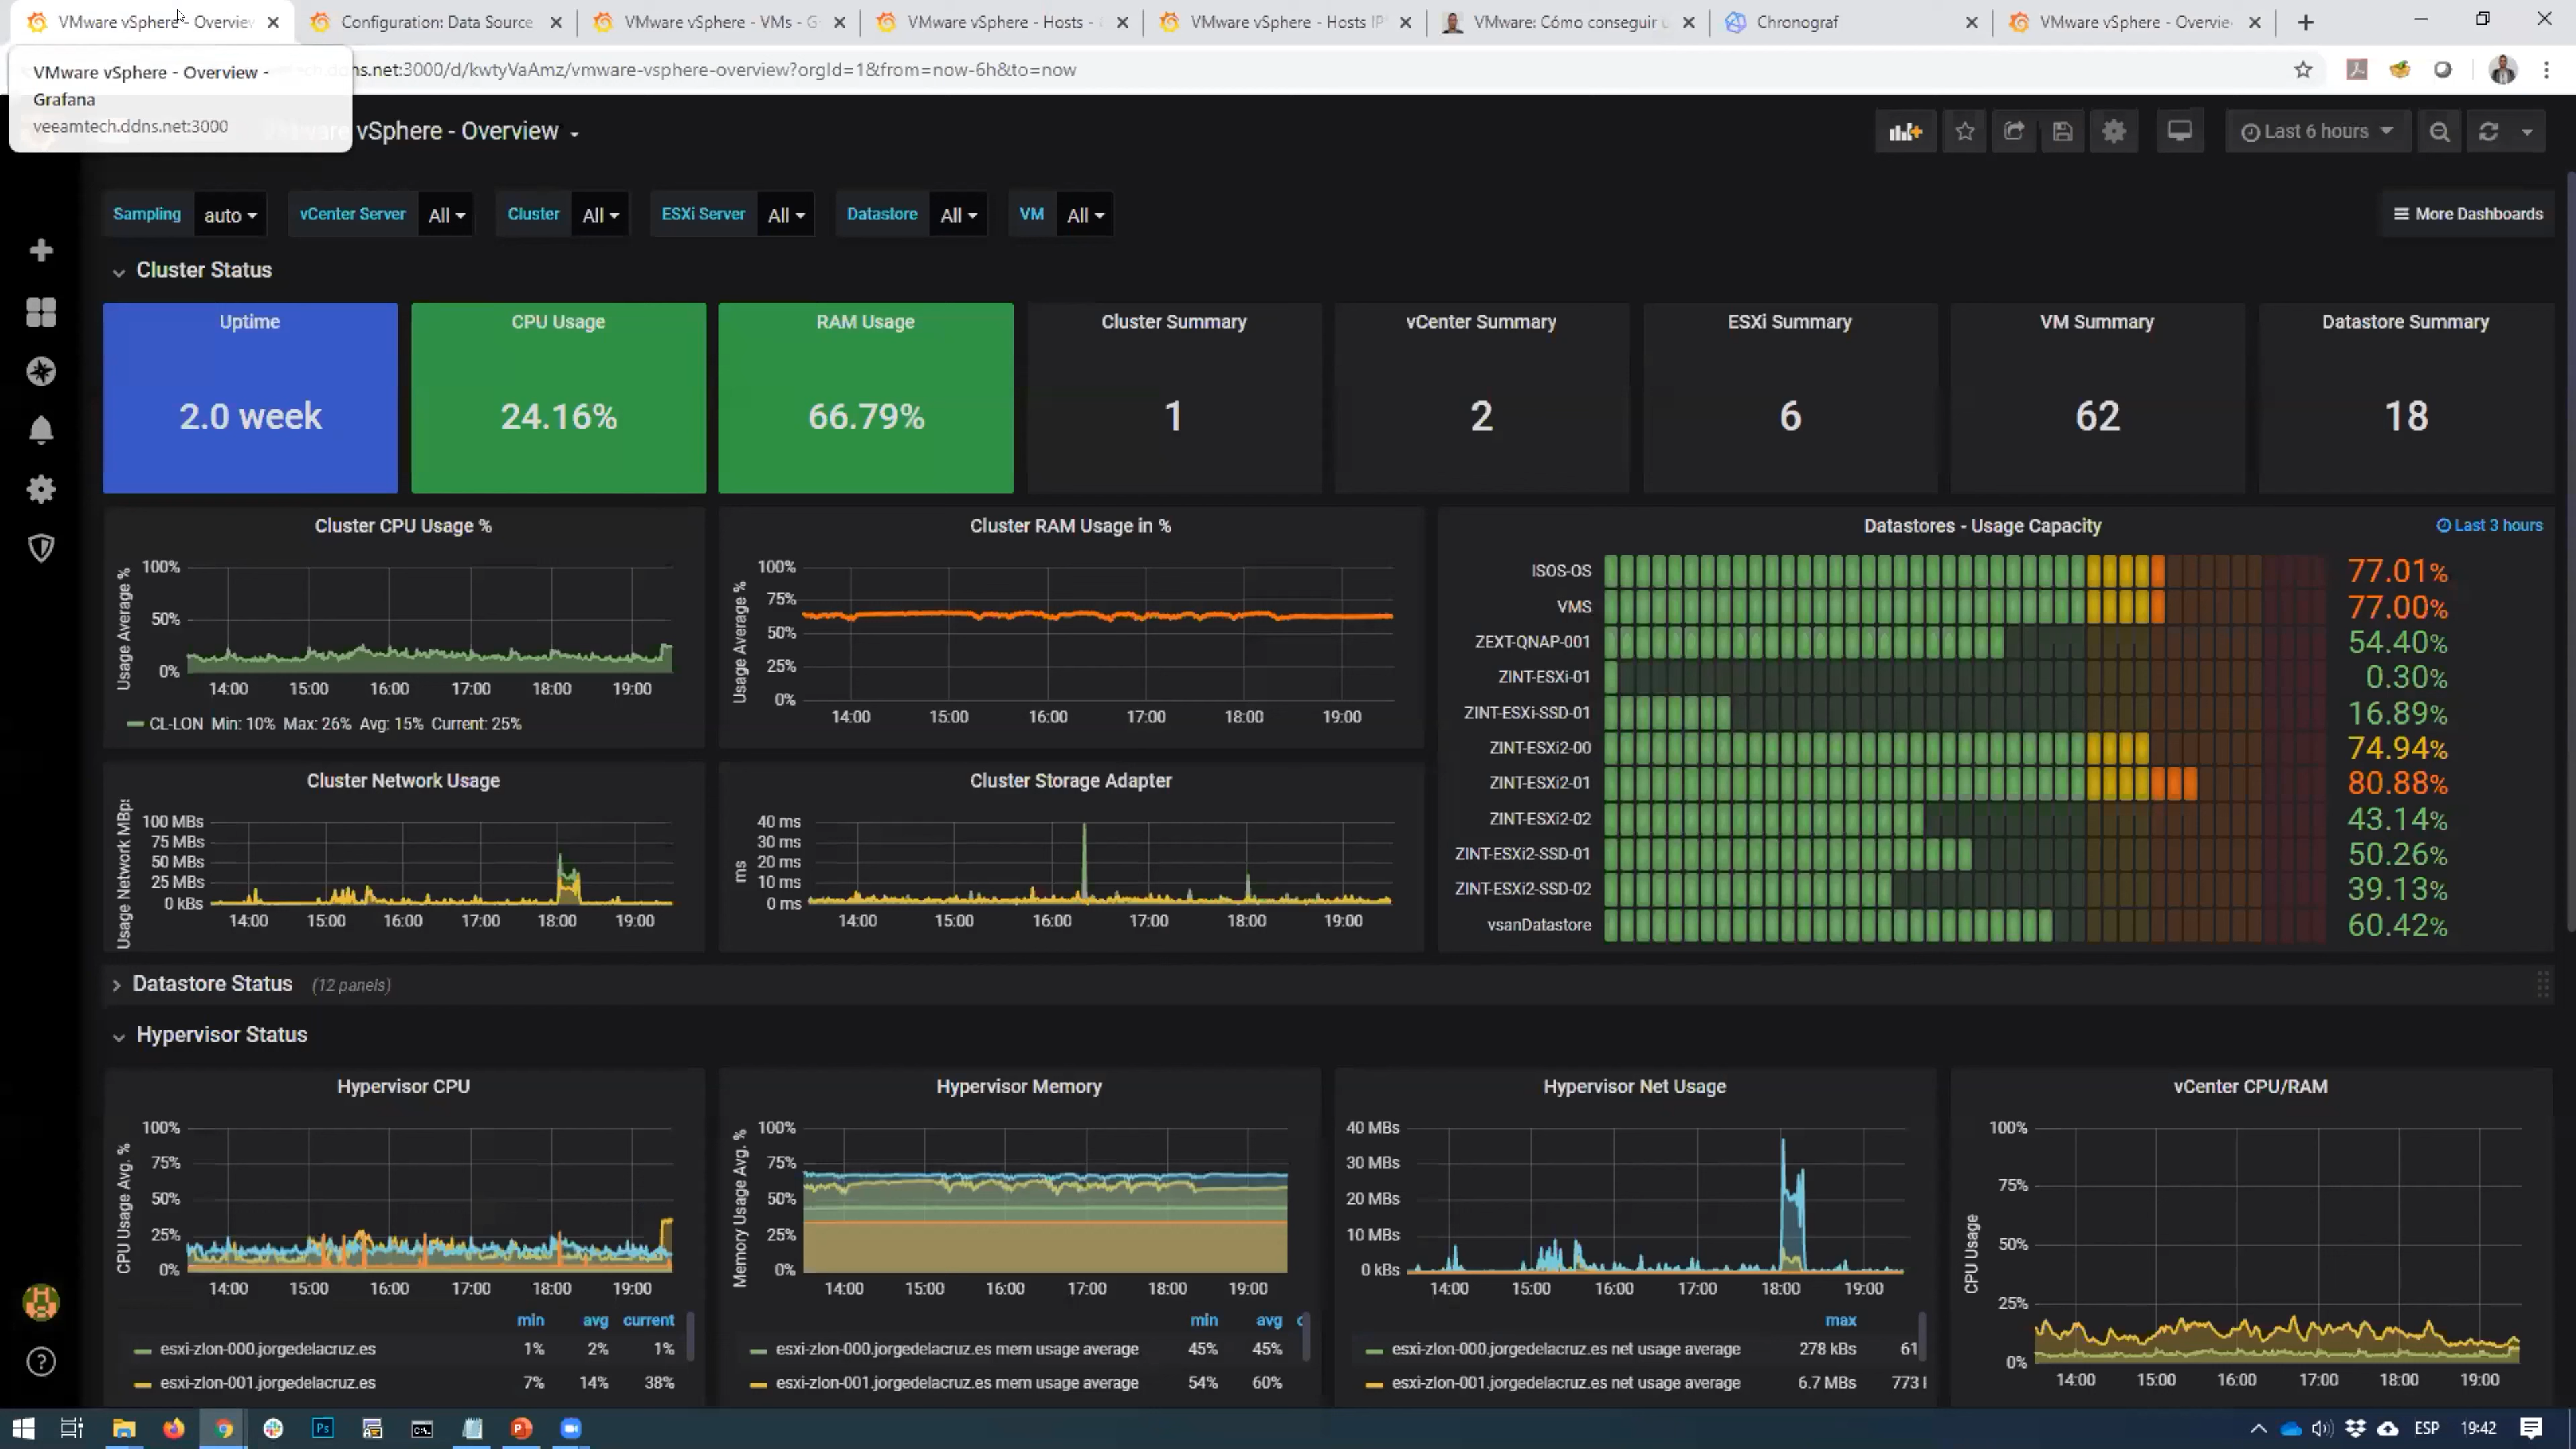 VMware vSphere - Overview
Configuration: Data Source
VMware vSphere - VMs - G
VMware vSphere - Hosts -
VMware vSphere - Hosts IP
VMware: Cómo conseguir
Chronograf
VMware vSphere - Overvie
VMware vSphere - Overview -
Grafana
veeamtech.ddns.net:3000
ch.ddns.net:3000/d/kwtyVaAmz/vmware-vsphere-overview?orgId=1&from=now-6h&to=now
vSphere - Overview
Last 6 hours
Sampling auto
vCenter Server All
Cluster All
ESXi Server All
Datastore All
VM All
More Dashboards
Cluster Status
Uptime
2.0 week
CPU Usage
24.16%
RAM Usage
66.79%
Cluster Summary
1
vCenter Summary
2
ESXi Summary
6
VM Summary
62
Datastore Summary
18
Cluster CPU Usage %
Usage Average %
100%
50%
0%
14:00 15:00 16:00 17:00 18:00 19:00
CL-LON Min: 10% Max: 26% Avg: 15% Current: 25%
Cluster RAM Usage in %
Usage Average %
100%
75%
50%
25%
0%
14:00 15:00 16:00 17:00 18:00 19:00
Datastores - Usage Capacity
Last 3 hours
ISOS-OS 77.01%
VMS 77.00%
ZEXT-QNAP-001 54.40%
ZINT-ESXi-01 0.30%
ZINT-ESXi-SSD-01 16.89%
ZINT-ESXi2-00 74.94%
ZINT-ESXi2-01 80.88%
ZINT-ESXi2-02 43.14%
ZINT-ESXi2-SSD-01 50.26%
ZINT-ESXi2-SSD-02 39.13%
vsanDatastore 60.42%
Cluster Network Usage
Usage Network MBps
100 MBs
75 MBs
50 MBs
25 MBs
0 kBs
14:00 15:00 16:00 17:00 18:00 19:00
Cluster Storage Adapter
ms
40 ms
30 ms
20 ms
10 ms
0 ms
14:00 15:00 16:00 17:00 18:00 19:00
Datastore Status (12 panels)
Hypervisor Status
Hypervisor CPU
CPU Usage Avg. %
100%
75%
50%
25%
0%
14:00 15:00 16:00 17:00 18:00 19:00
min avg current
esxi-zlon-000.jorgedelacruz.es 1% 2% 1%
esxi-zlon-001.jorgedelacruz.es 7% 14% 38%
Hypervisor Memory
Memory Usage Avg. %
100%
75%
50%
25%
0%
14:00 15:00 16:00 17:00 18:00 19:00
min avg c
esxi-zlon-000.jorgedelacruz.es mem usage average 45% 45%
esxi-zlon-001.jorgedelacruz.es mem usage average 54% 60%
Hypervisor Net Usage
40 MBs
30 MBs
20 MBs
10 MBs
0 kBs
14:00 15:00 16:00 17:00 18:00 19:00
max
esxi-zlon-000.jorgedelacruz.es net usage average 278 kBs 61
esxi-zlon-001.jorgedelacruz.es net usage average 6.7 MBs 773
vCenter CPU/RAM
CPU Usage
100%
75%
50%
25%
0%
14:00 15:00 16:00 17:00 18:00 19:00
ESP 19:42